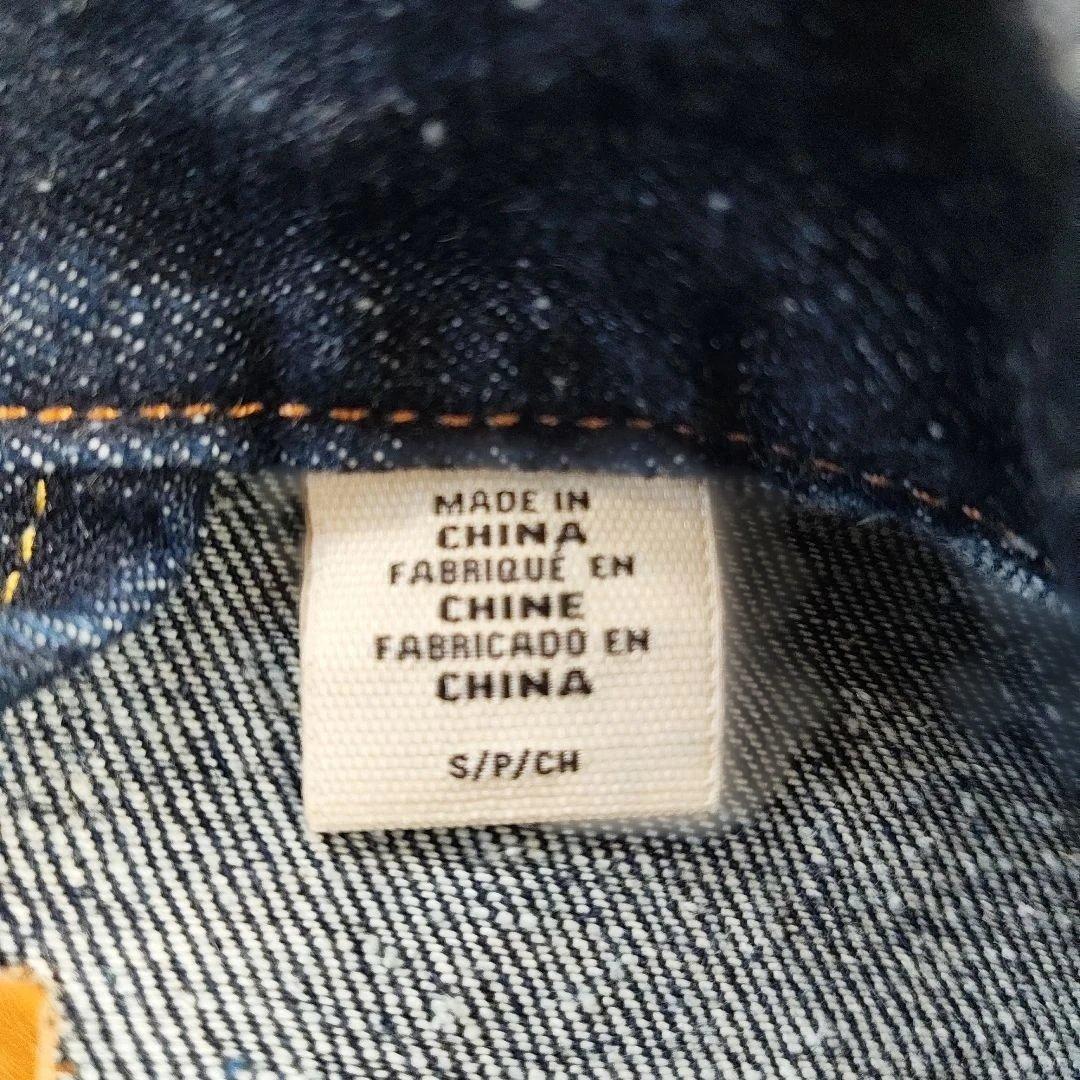 MADE IN
CHINA
FABRIQUÉ EN
CHINE
FABRICADO EN
CHINA
S/P/CH